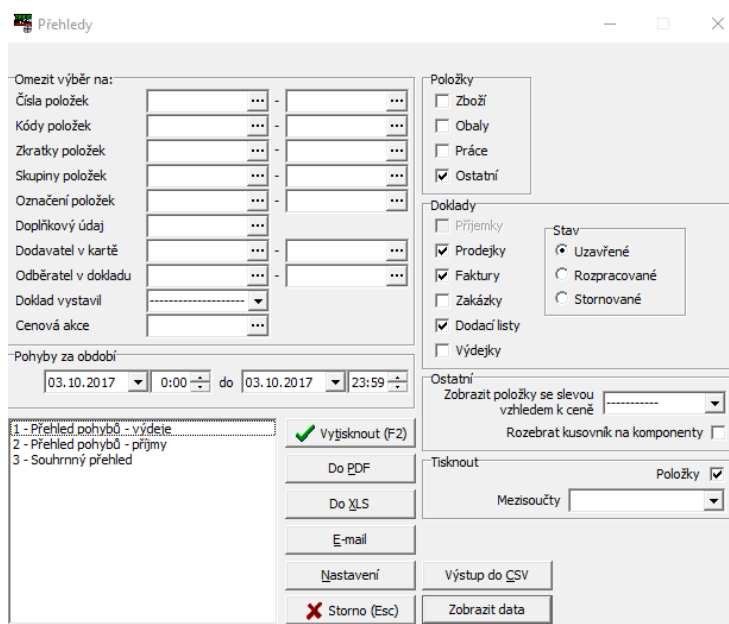 Přehledy
Omezit výběr na:
Čísla položek ... - ...
Kódy položek ... - ...
Zkratky položek ... - ...
Skupiny položek ... - ...
Označení položek ... - ...
Doplňkový údaj ...
Dodavatel v kartě ... - ...
Odběratel v dokladu ... - ...
Doklad vystavil --------------------
Cenová akce ...
Pohyby za období
03.10.2017 0:00 do 03.10.2017 23:59
1 - Přehled pohybů - výdeje
2 - Přehled pohybů - příjmy
3 - Souhrnný přehled
Vytisknout (F2)
Do PDF
Do XLS
E-mail
Nastavení
Storno (Esc)
Položky
Zboží
Obaly
Práce
Ostatní
Doklady
Příjemky
Prodejky
Faktury
Zakázky
Dodací listy
Výdejky
Stav
Uzavřené
Rozpracované
Stornované
Ostatní
Zobrazit položky se slevou
vzhledem k ceně -----------
Rozebrat kusovník na komponenty
Tisknout
Položky
Mezisoučty
Výstup do CSV
Zobrazit data